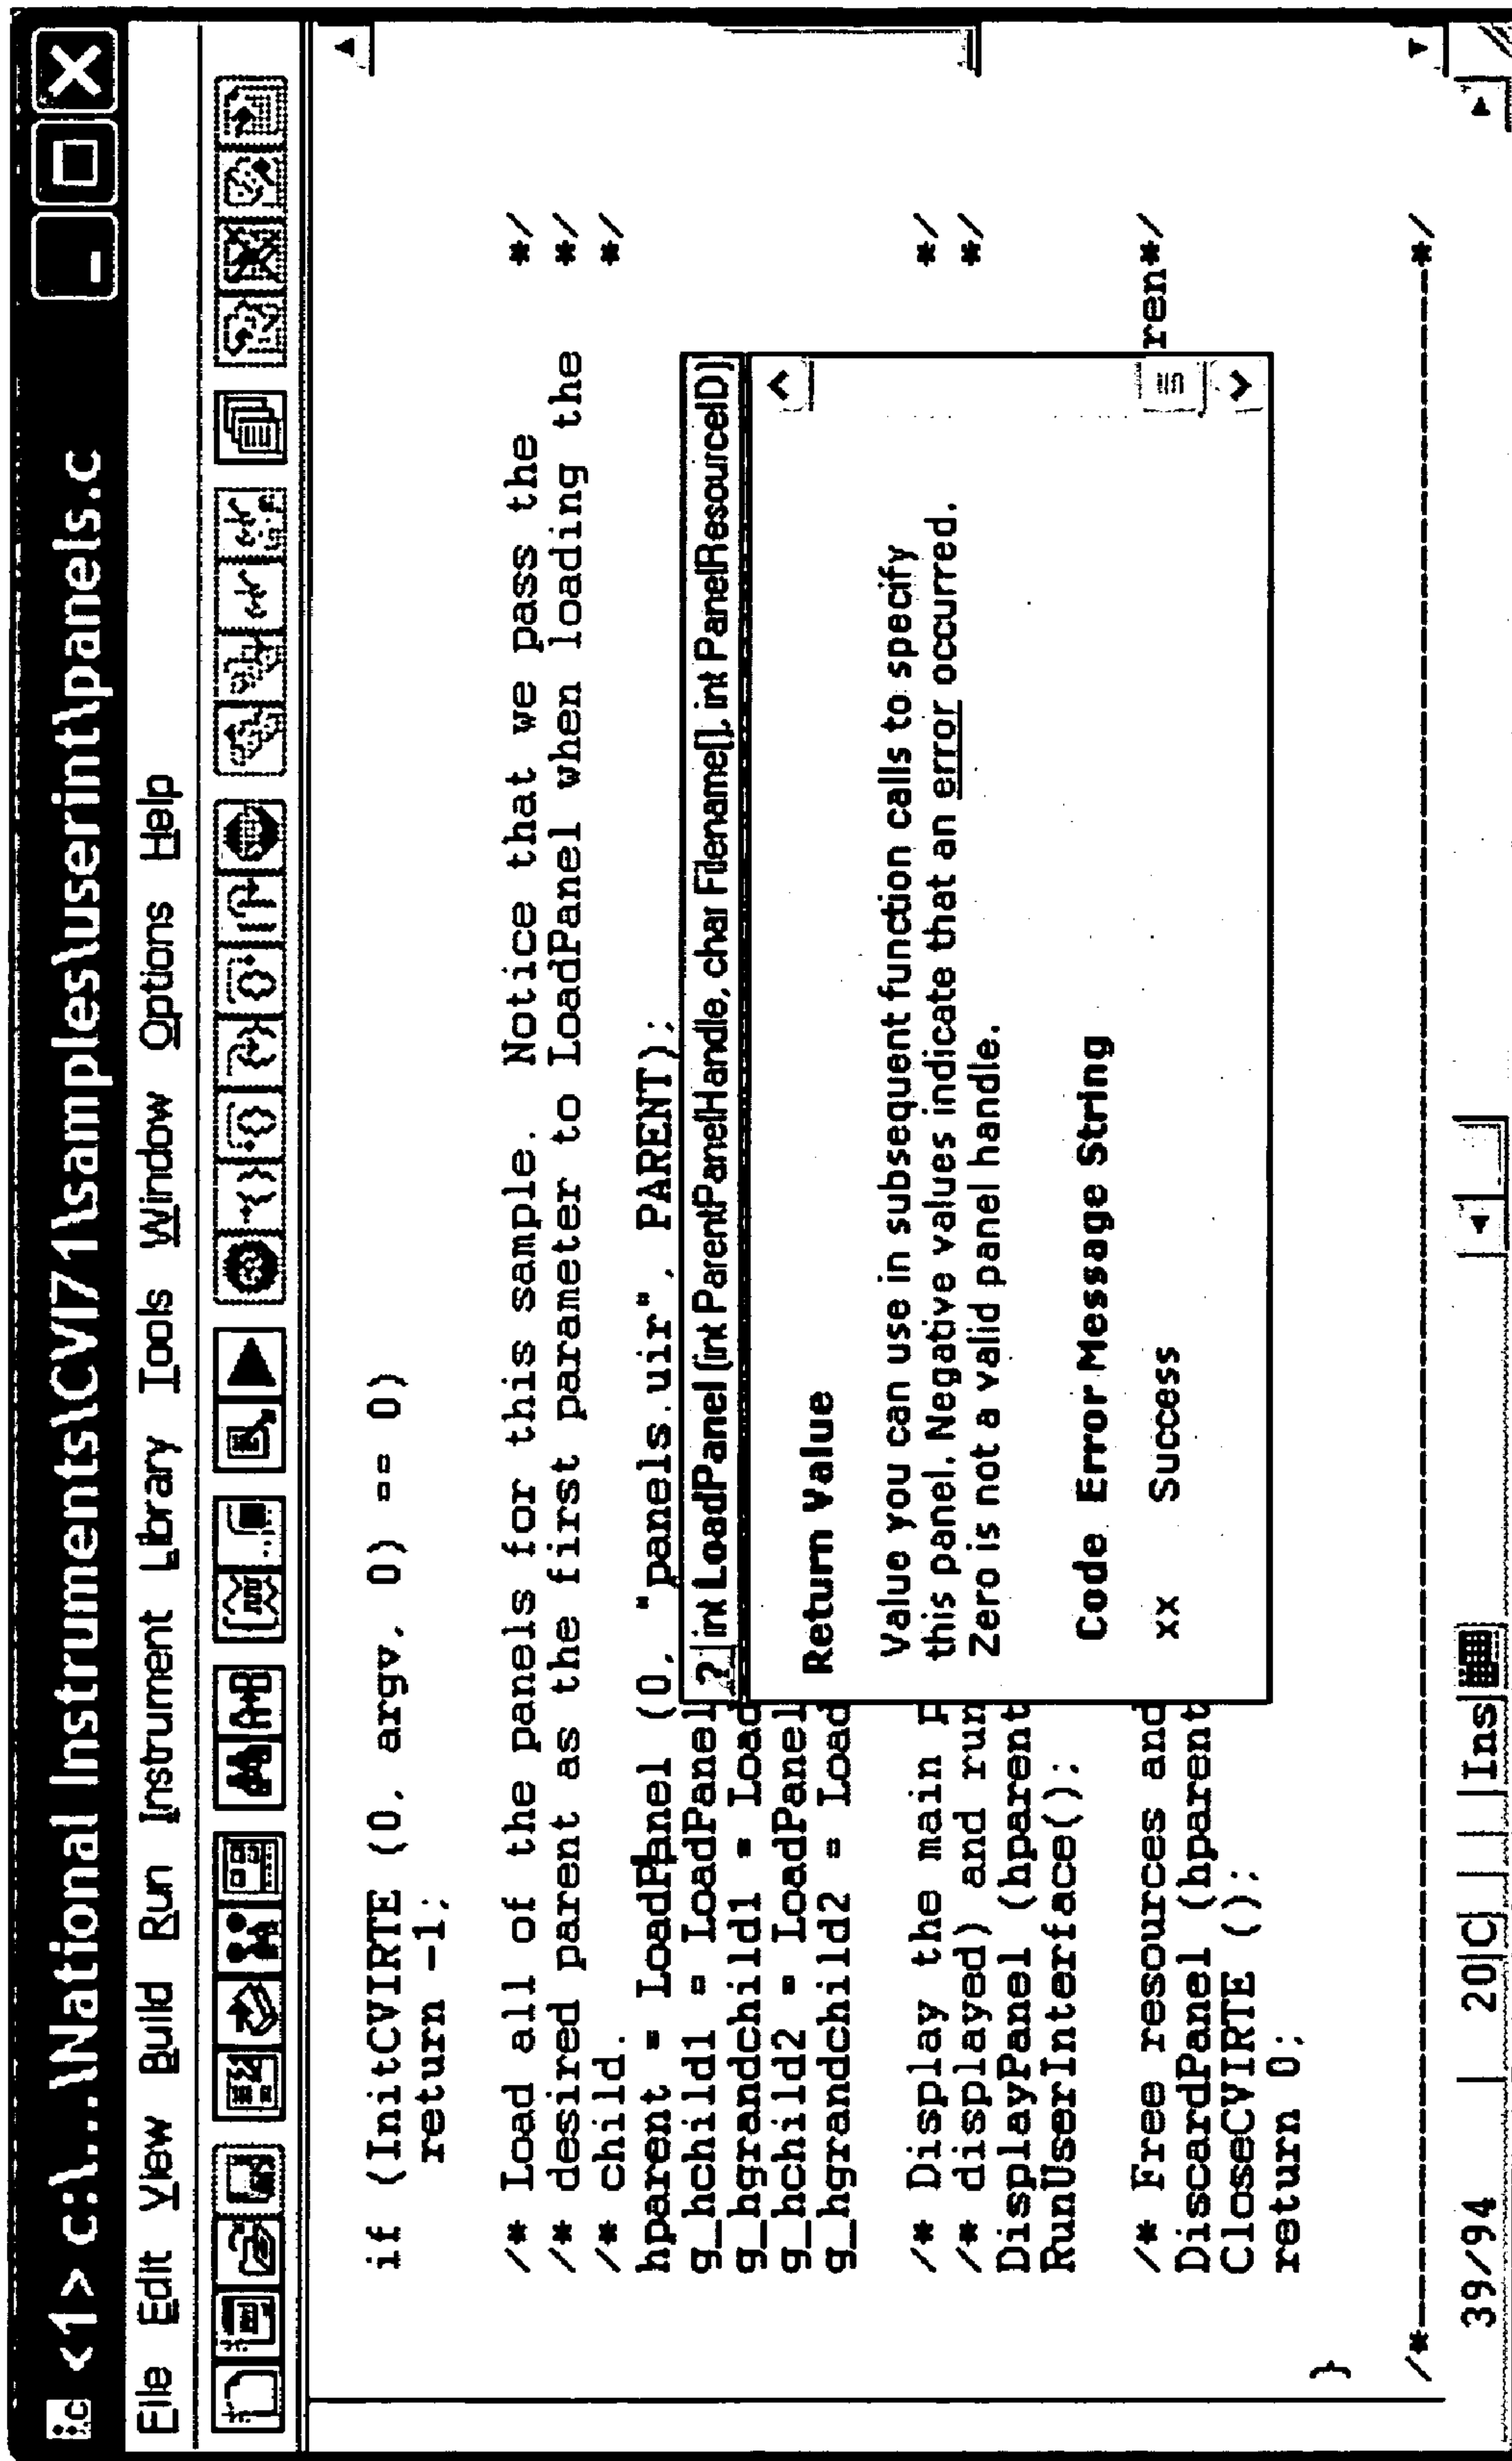 <1> c:\...\National Instruments\CVI71\samples\userint\panels.c
File Edit View Build Run Instrument Library Tools Window Options Help
if (InitCVIRTE (0, argv, 0) == 0)
return -1;
/* Load all of the panels for this sample. Notice that we pass the */
/* desired parent as the first parameter to LoadPanel when loading the */
/* child. */
hparent = LoadPanel (0, "panels.uir", PARENT);
g_hchild1 = LoadPanel
g_hgrandchild1 = Load
g_hchild2 = LoadPanel
g_hgrandchild2 = Load
? int LoadPanel (int ParentPanelHandle, char Filename[], int PanelResourceID)
Return Value
Value you can use in subsequent function calls to specify
this panel. Negative values indicate that an error occurred.
Zero is not a valid panel handle.
Code Error Message String
xx Success
/* Display the main p */
/* displayed) and run */
DisplayPanel (hparent
RunUserInterface();
/* Free resources and ren*/
DiscardPanel (hparent
CloseCVIRTE ();
return 0;
}
/*--------------------------------------------------------------*/
39/94 20 C Ins